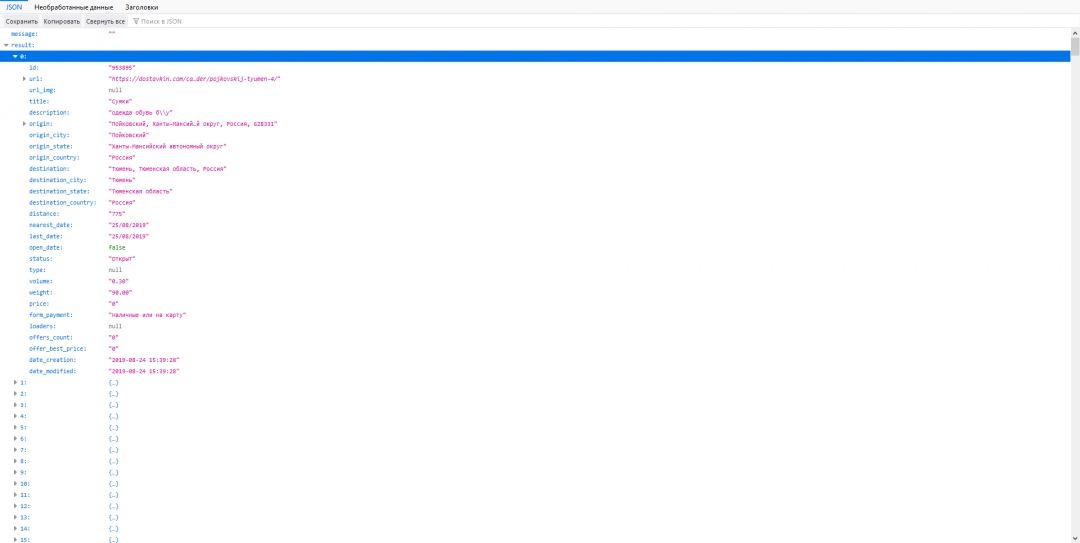 JSON Необработанные данные Заголовки
Сохранить Копировать Свернуть все Поиск в JSON
message: ""
result:
0:
id: "953895"
url: "https://dostavkin.com/ca…der/pojkovskij-tyumen-4/"
url_img: null
title: "Сумки"
description: "одежда обувь б\\у"
origin: "Пойковский, Ханты-Мансий…й округ, Россия, 628331"
origin_city: "Пойковский"
origin_state: "Ханты-Мансийский автономный округ"
origin_country: "Россия"
destination: "Тюмень, Тюменская область, Россия"
destination_city: "Тюмень"
destination_state: "Тюменская область"
destination_country: "Россия"
distance: "775"
nearest_date: "25/08/2019"
last_date: "25/08/2019"
open_date: false
status: "Открыт"
type: null
volume: "0.30"
weight: "90.00"
price: "0"
form_payment: "Наличные или на карту"
loaders: null
offers_count: "0"
offer_best_price: "0"
date_creation: "2019-08-24 15:39:28"
date_modified: "2019-08-24 15:39:28"
1: {…}
2: {…}
3: {…}
4: {…}
5: {…}
6: {…}
7: {…}
8: {…}
9: {…}
10: {…}
11: {…}
12: {…}
13: {…}
14: {…}
15: {…}